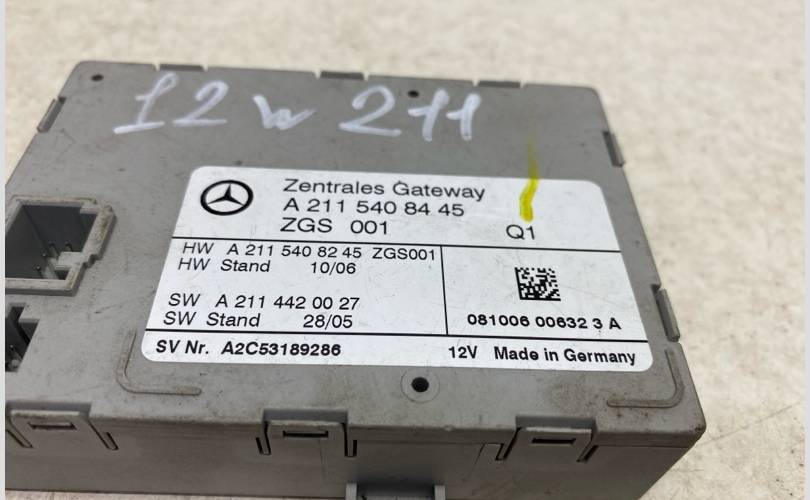 12 w 211
Zentrales Gateway
A 211 540 84 45
ZGS 001
Q1
HW A 211 540 82 45 ZGS001
HW Stand 10/06
SW A 211 442 00 27
SW Stand 28/05
081006 00632 3 A
SV Nr. A2C53189286
12V Made in Germany